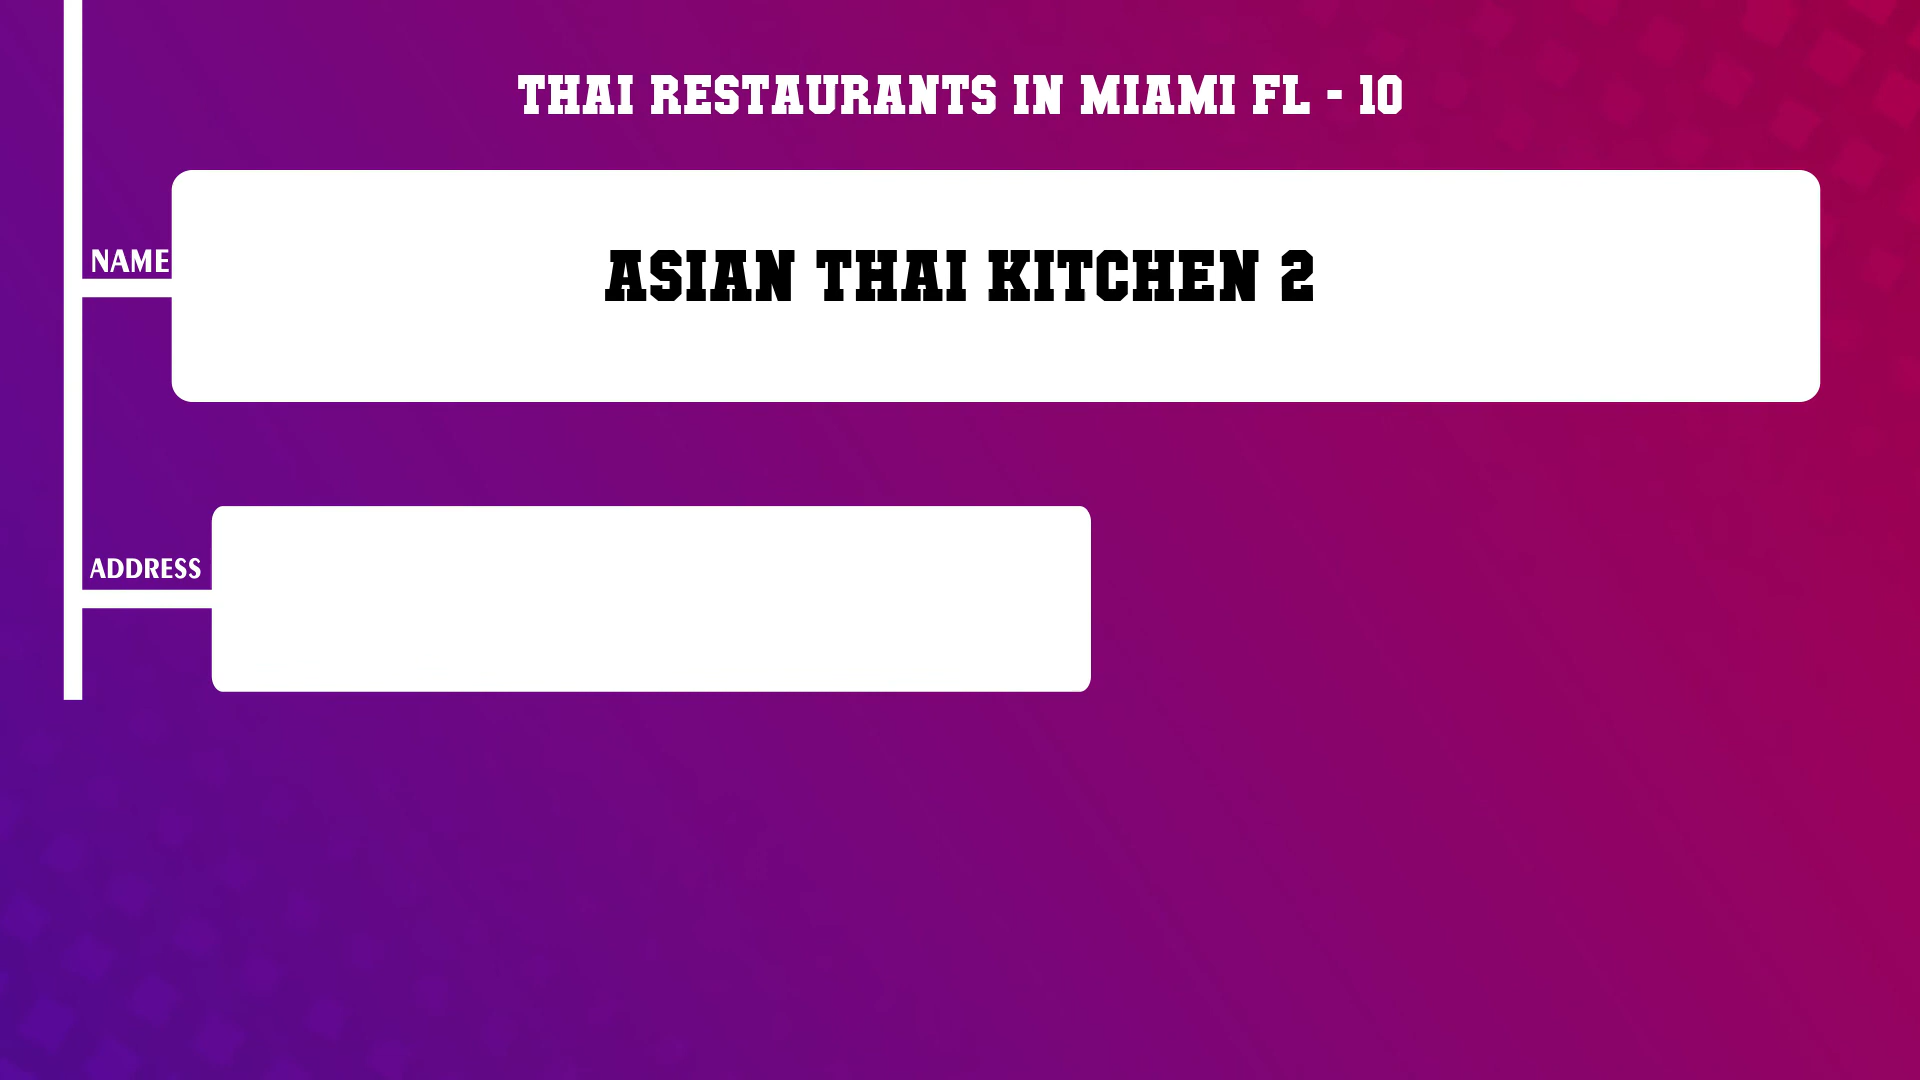 THAI RESTAURANTS IN MIAMI FL - 10
NAME
ASIAN THAI KITCHEN 2
ADDRESS